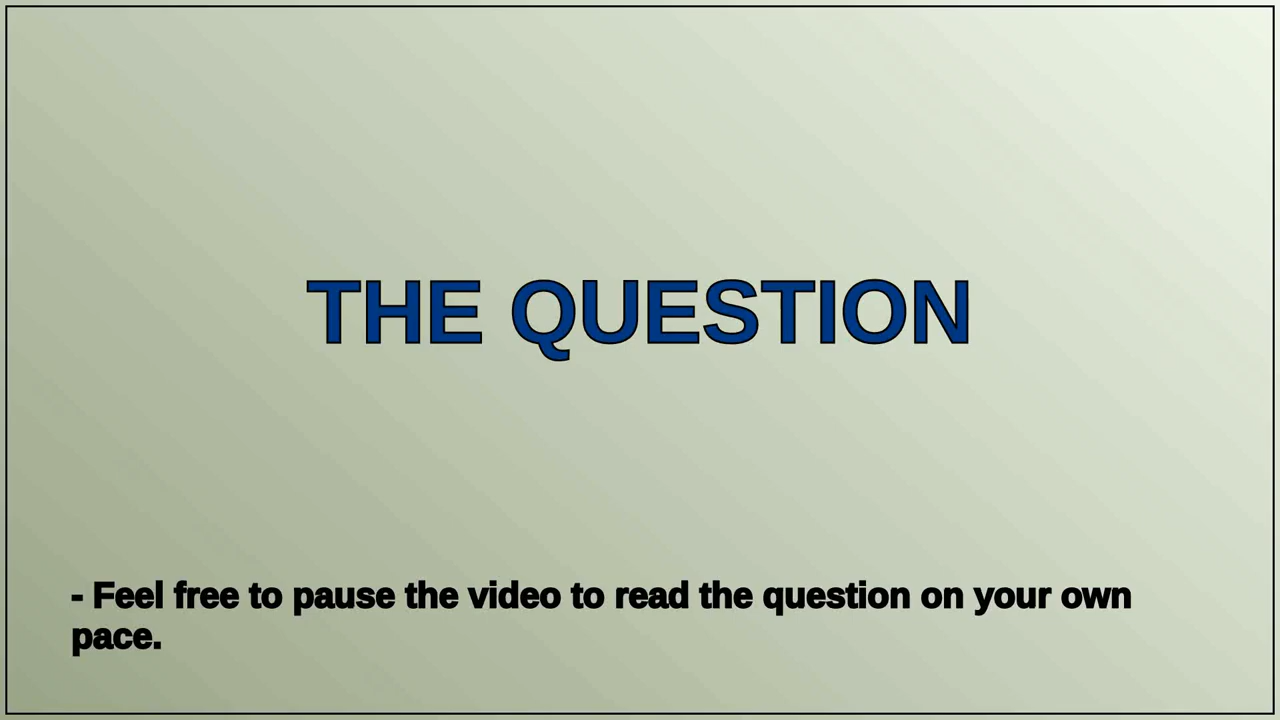 THE QUESTION
- Feel free to pause the video to read the question on your own
pace.